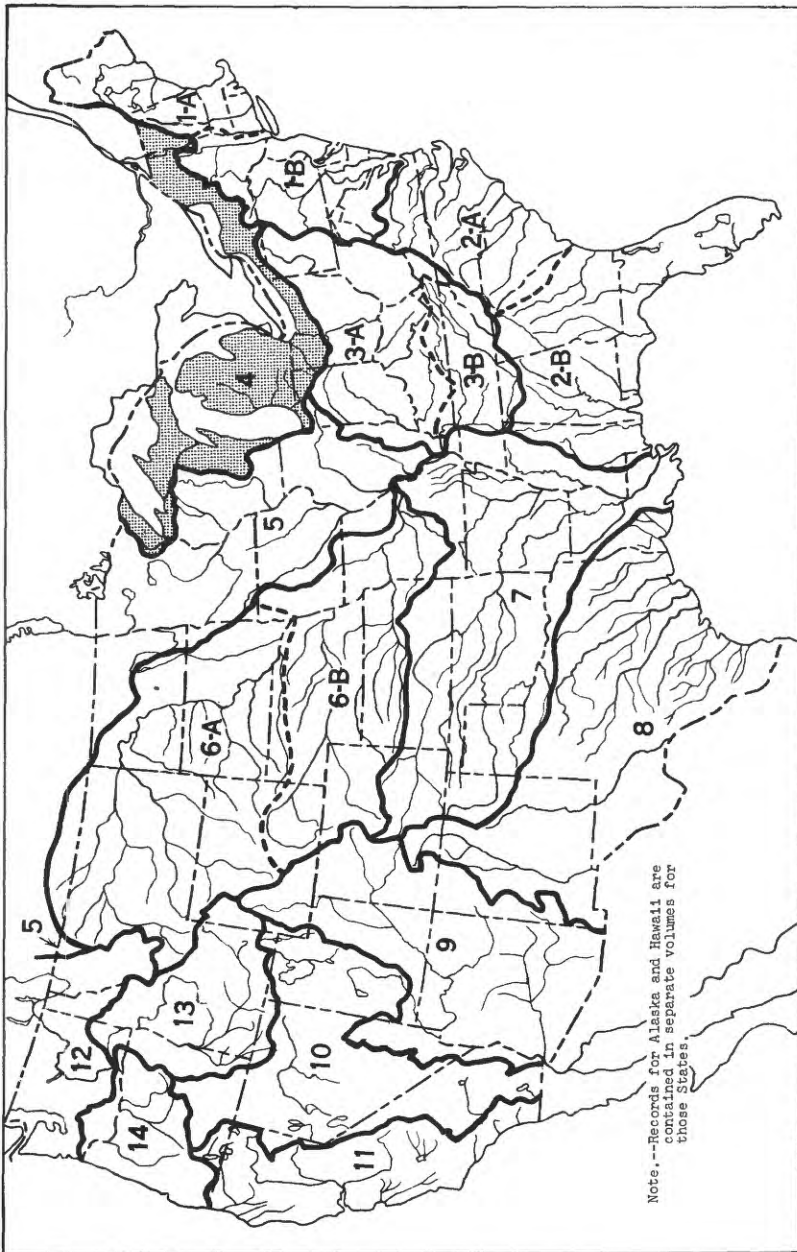 1-A
1-B
2-A
2-B
3-A
3-B
4
5
6-A
6-B
7
8
9
10
11
12
13
14
5
Note.--Records for Alaska and Hawaii are
contained in separate volumes for
those States.